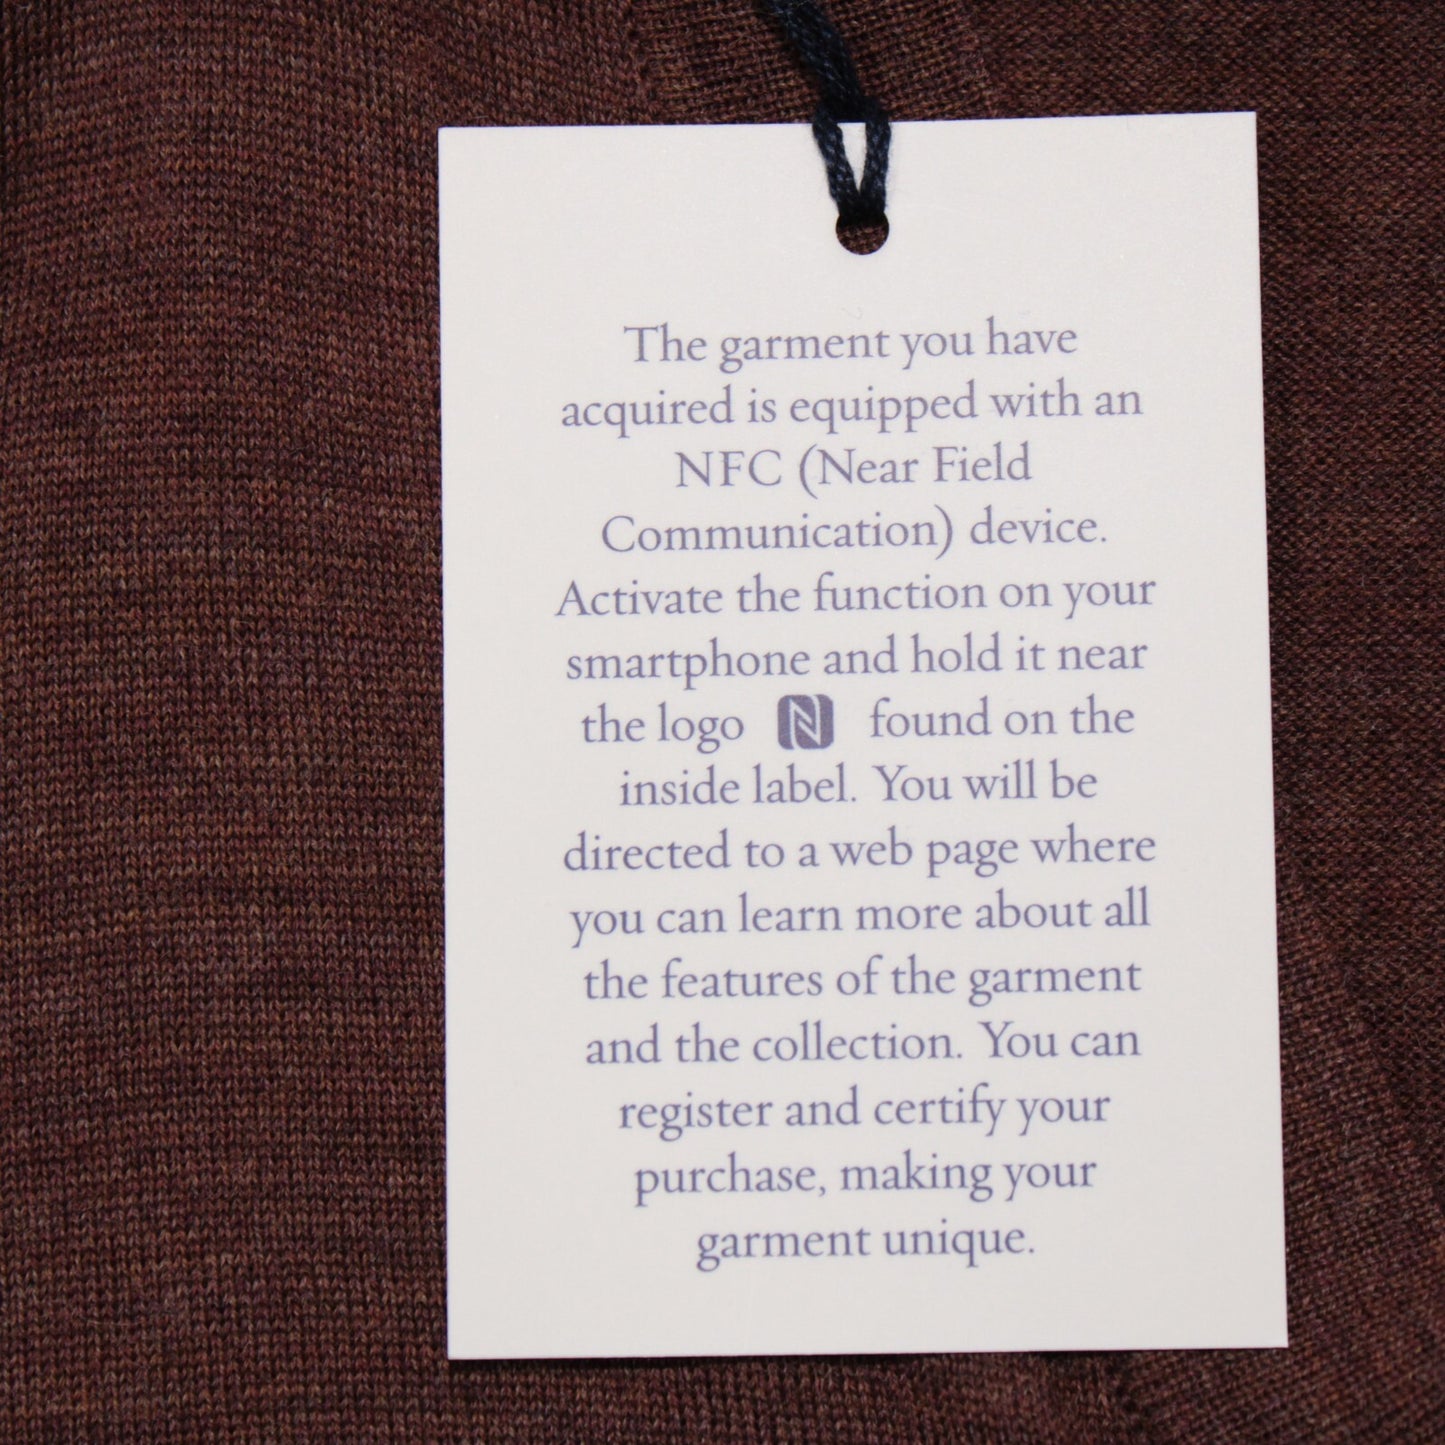 The garment you have
acquired is equipped with an
NFC (Near Field
Communication) device.
Activate the function on your
smartphone and hold it near
the logo N found on the
inside label. You will be
directed to a web page where
you can learn more about all
the features of the garment
and the collection. You can
register and certify your
purchase, making your
garment unique.